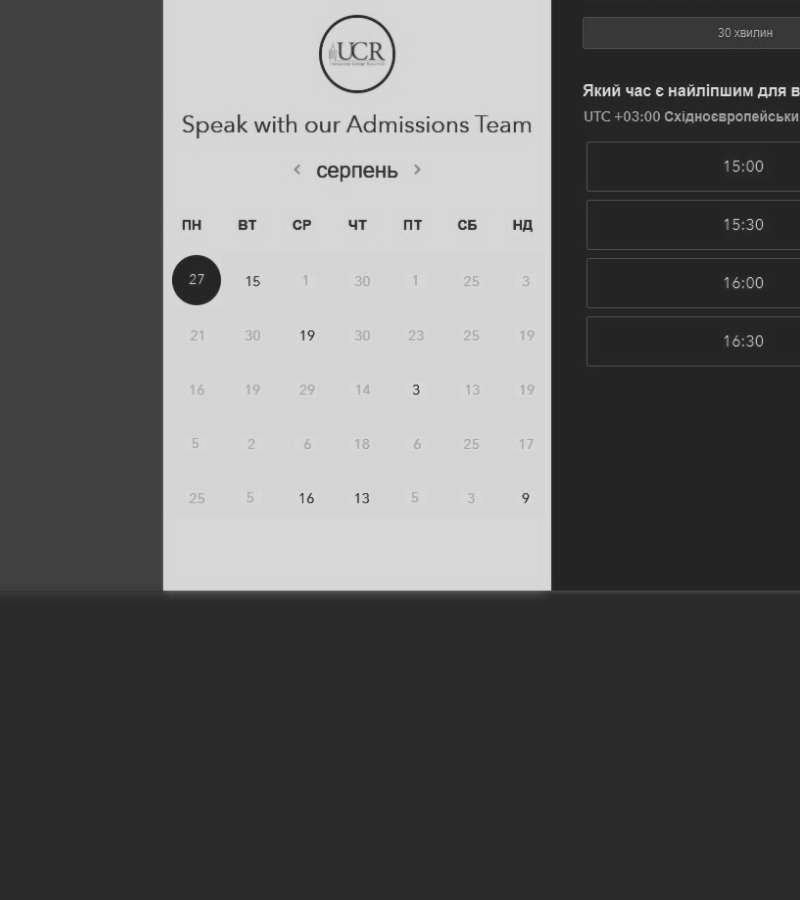 UCR
Speak with our Admissions Team
‹ серпень ›
ПН ВТ СР ЧТ ПТ СБ НД
27 15 1 30 1 25 3
21 30 19 30 23 25 19
16 19 29 14 3 13 19
5 2 6 18 6 25 17
25 5 16 13 5 3 9
30 хвилин
Який час є найліпшим для в
UTC +03:00 Східноєвропейськи
15:00
15:30
16:00
16:30